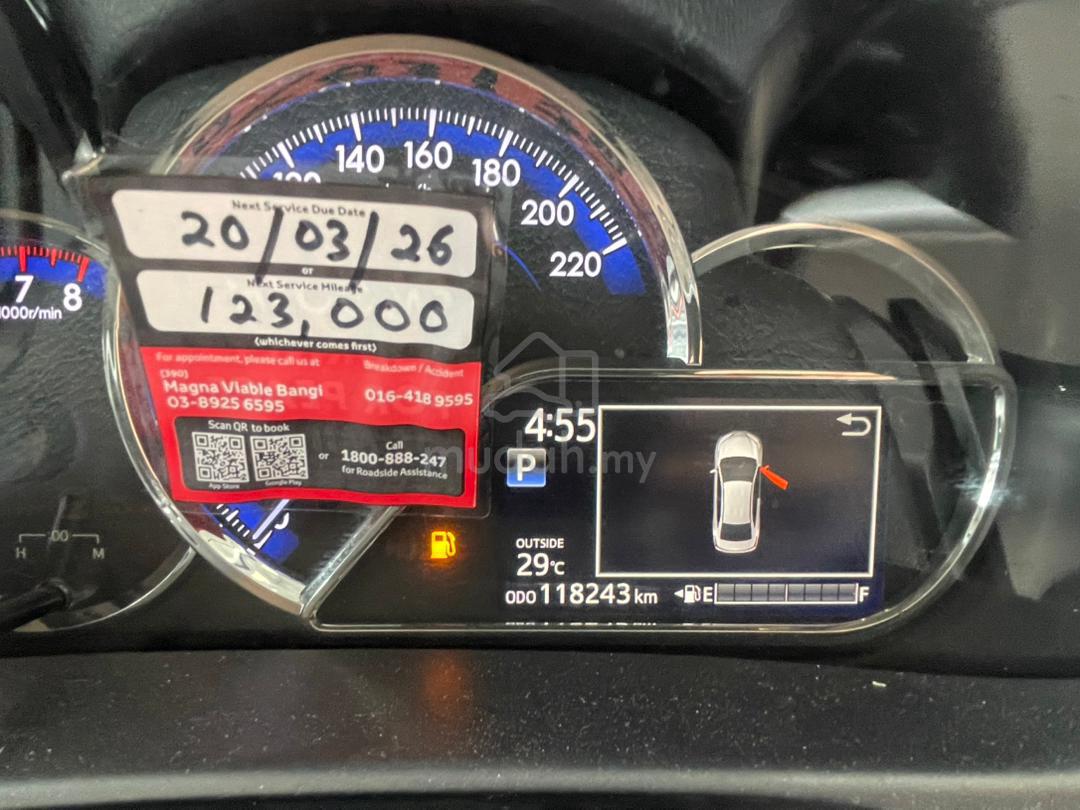 140 160 180 200 220
7 8
1000r/min
Next Service Due Date
20/03/26
or
Next Service Mileage
123,000
(whichever comes first)
For appointment, please call us at
(390)
Magna Viable Bangi
03-8925 6595
Breakdown / Accident
016-418 9595
Scan QR to book
App Store
Google Play
or
Call
1800-888-247
for Roadside Assistance
4:55
P
mudah.my
OUTSIDE
29°C
ODO 118243 km
E F
H M